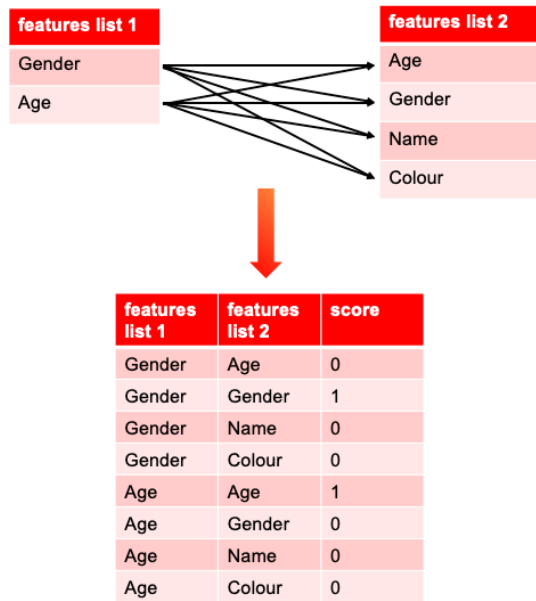 features list 1
Gender
Age
features list 2
Age
Gender
Name
Colour
features list 1 features list 2 score
Gender Age 0
Gender Gender 1
Gender Name 0
Gender Colour 0
Age Age 1
Age Gender 0
Age Name 0
Age Colour 0